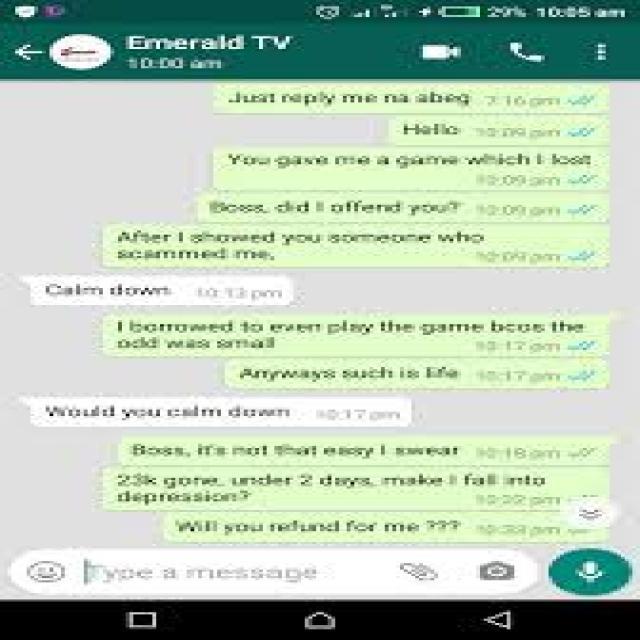 29% 10:05 am
Emerald TV
10:00 am
Just reply me na abeg 7:16 pm
Hello 10:09 pm
You gave me a game which I lost
10:09 pm
Boss, did I offend you? 10:09 pm
After I showed you someone who
scammed me, 10:09 pm
Calm down 10:13 pm
I borrowed to even play the game bcos the
odd was small 10:17 pm
Anyways such is life 10:17 pm
Would you calm down 10:17 pm
Boss, it's not that easy I swear 10:18 pm
23k gone, under 2 days, make I fall into
depression? 10:22 pm
Will you refund for me ??? 10:33 pm
Type a message